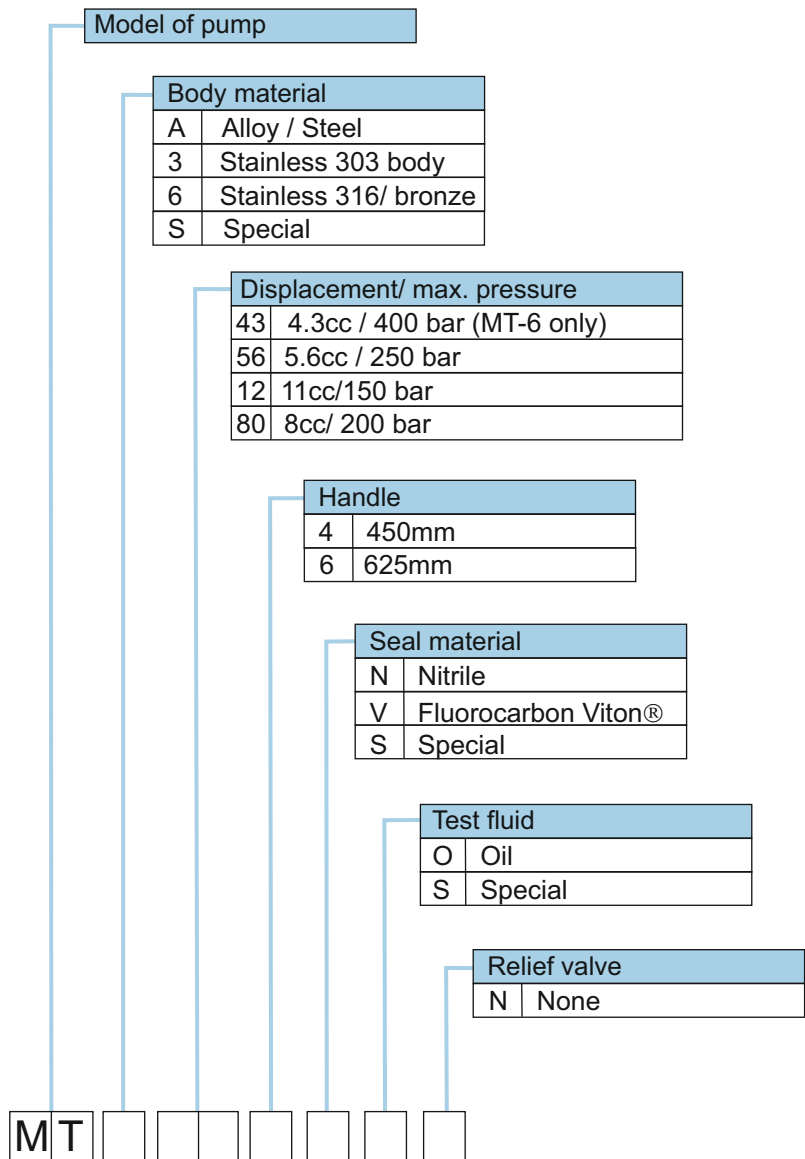 Model of pump
Body material
A Alloy / Steel
3 Stainless 303 body
6 Stainless 316/ bronze
S Special
Displacement/ max. pressure
43 4.3cc / 400 bar (MT-6 only)
56 5.6cc / 250 bar
12 11cc/150 bar
80 8cc/ 200 bar
Handle
4 450mm
6 625mm
Seal material
N Nitrile
V Fluorocarbon Viton®
S Special
Test fluid
O Oil
S Special
Relief valve
N None
M T